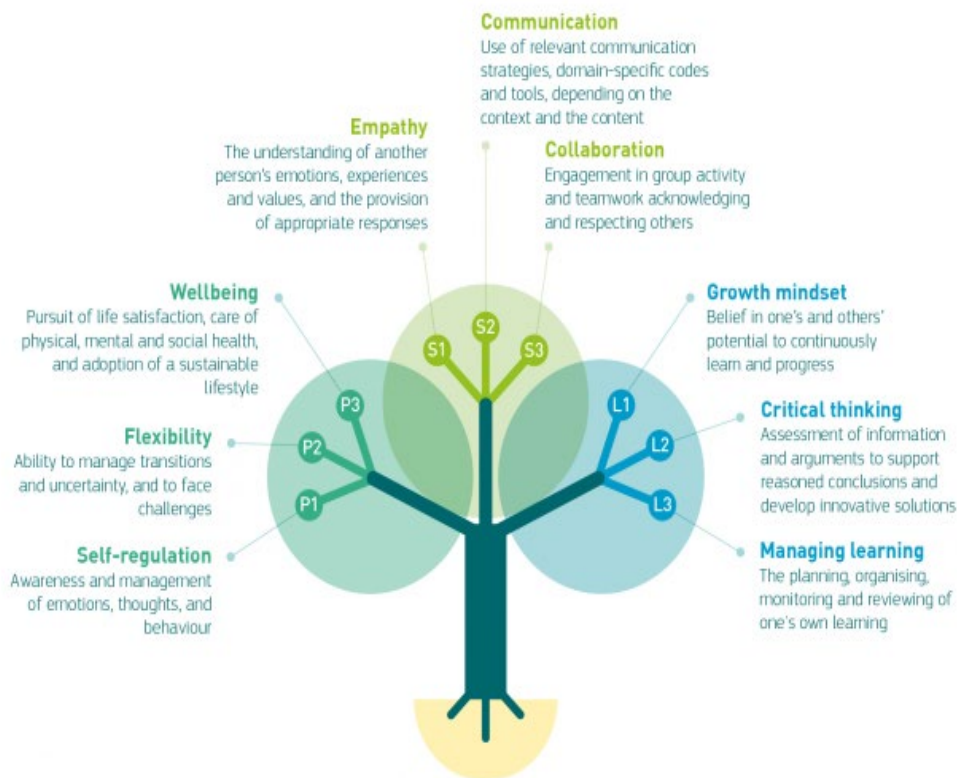 Communication
Use of relevant communication
strategies, domain-specific codes
and tools, depending on the
context and the content
Empathy
The understanding of another
person's emotions, experiences
and values, and the provision
of appropriate responses
Collaboration
Engagement in group activity
and teamwork acknowledging
and respecting others
Wellbeing
Pursuit of life satisfaction, care of
physical, mental and social health,
and adoption of a sustainable
lifestyle
Growth mindset
Belief in one's and others'
potential to continuously
learn and progress
Flexibility
Ability to manage transitions
and uncertainty, and to face
challenges
Critical thinking
Assessment of information
and arguments to support
reasoned conclusions and
develop innovative solutions
Self-regulation
Awareness and management
of emotions, thoughts, and
behaviour
Managing learning
The planning, organising,
monitoring and reviewing of
one's own learning
S1
S2
S3
P3
P2
P1
L1
L2
L3